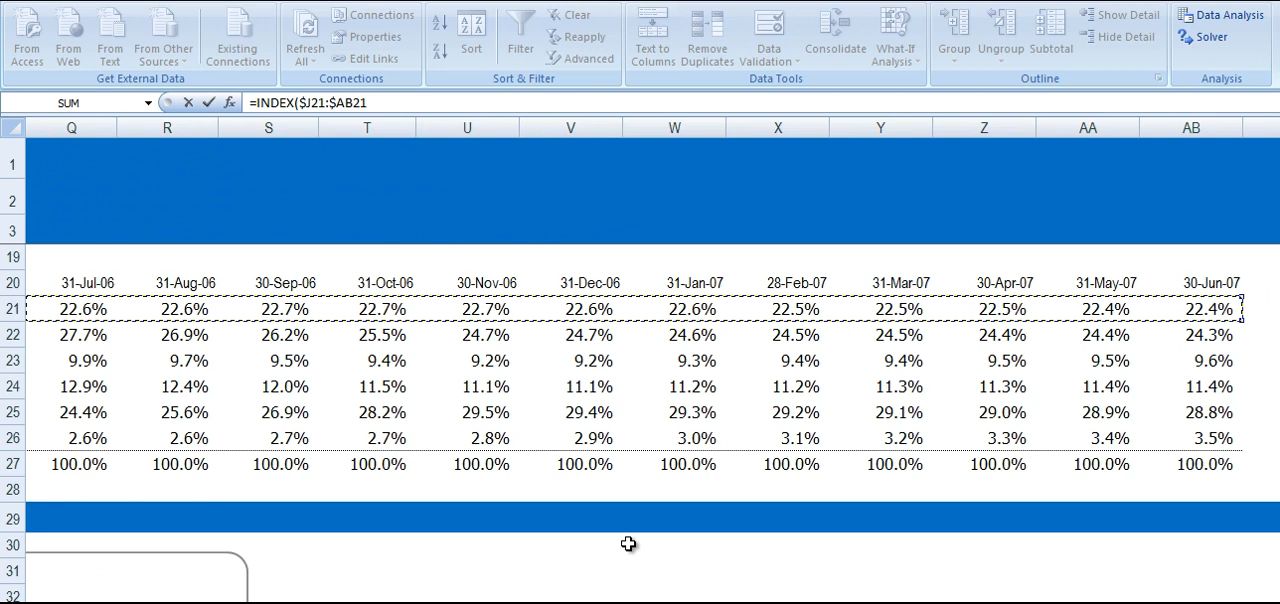 From Access
From Web
From Text
From Other Sources
Existing Connections
Get External Data
Refresh All
Connections
Properties
Edit Links
Connections
Sort
Filter
Clear
Reapply
Advanced
Sort & Filter
Text to Columns
Remove Duplicates
Data Validation
Consolidate
What-If Analysis
Data Tools
Group
Ungroup
Subtotal
Show Detail
Hide Detail
Outline
Data Analysis
Solver
Analysis
SUM =INDEX($J21:$AB21
Q R S T U V W X Y Z AA AB
1
2
3
19
20 31-Jul-06 31-Aug-06 30-Sep-06 31-Oct-06 30-Nov-06 31-Dec-06 31-Jan-07 28-Feb-07 31-Mar-07 30-Apr-07 31-May-07 30-Jun-07
21 22.6% 22.6% 22.7% 22.7% 22.7% 22.6% 22.6% 22.5% 22.5% 22.5% 22.4% 22.4%
22 27.7% 26.9% 26.2% 25.5% 24.7% 24.7% 24.6% 24.5% 24.5% 24.4% 24.4% 24.3%
23 9.9% 9.7% 9.5% 9.4% 9.2% 9.2% 9.3% 9.4% 9.4% 9.5% 9.5% 9.6%
24 12.9% 12.4% 12.0% 11.5% 11.1% 11.1% 11.2% 11.2% 11.3% 11.3% 11.4% 11.4%
25 24.4% 25.6% 26.9% 28.2% 29.5% 29.4% 29.3% 29.2% 29.1% 29.0% 28.9% 28.8%
26 2.6% 2.6% 2.7% 2.7% 2.8% 2.9% 3.0% 3.1% 3.2% 3.3% 3.4% 3.5%
27 100.0% 100.0% 100.0% 100.0% 100.0% 100.0% 100.0% 100.0% 100.0% 100.0% 100.0% 100.0%
28
29
30
31
32